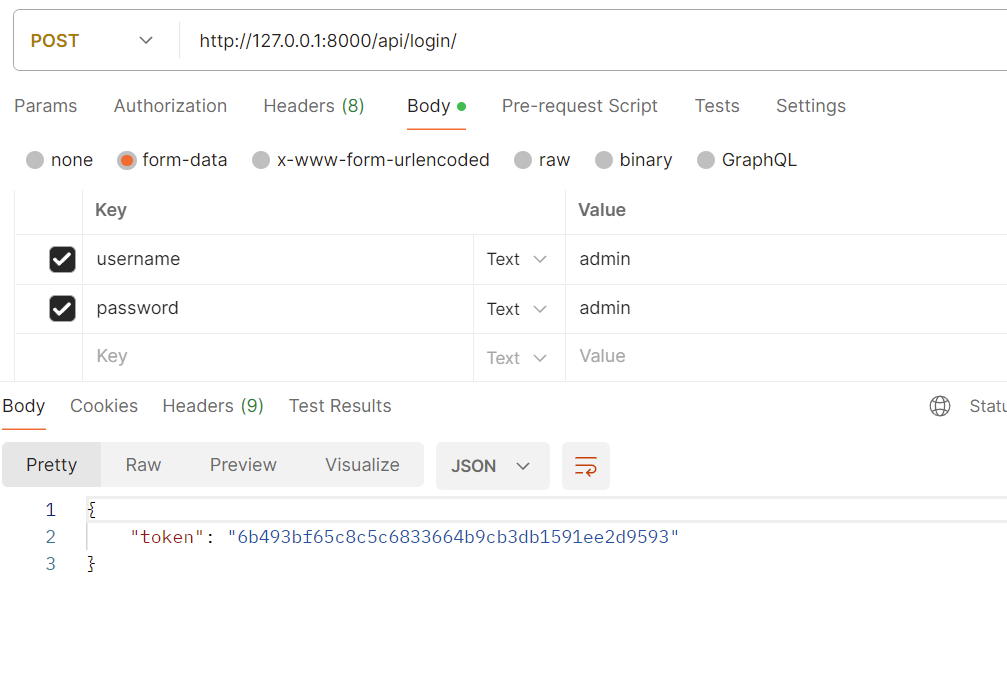 POST http://127.0.0.1:8000/api/login/
Params Authorization Headers (8) Body Pre-request Script Tests Settings
none form-data x-www-form-urlencoded raw binary GraphQL
Key Value
username Text admin
password Text admin
Key Text Value
Body Cookies Headers (9) Test Results Statu
Pretty Raw Preview Visualize JSON
1 {
2 "token": "6b493bf65c8c5c6833664b9cb3db1591ee2d9593"
3 }